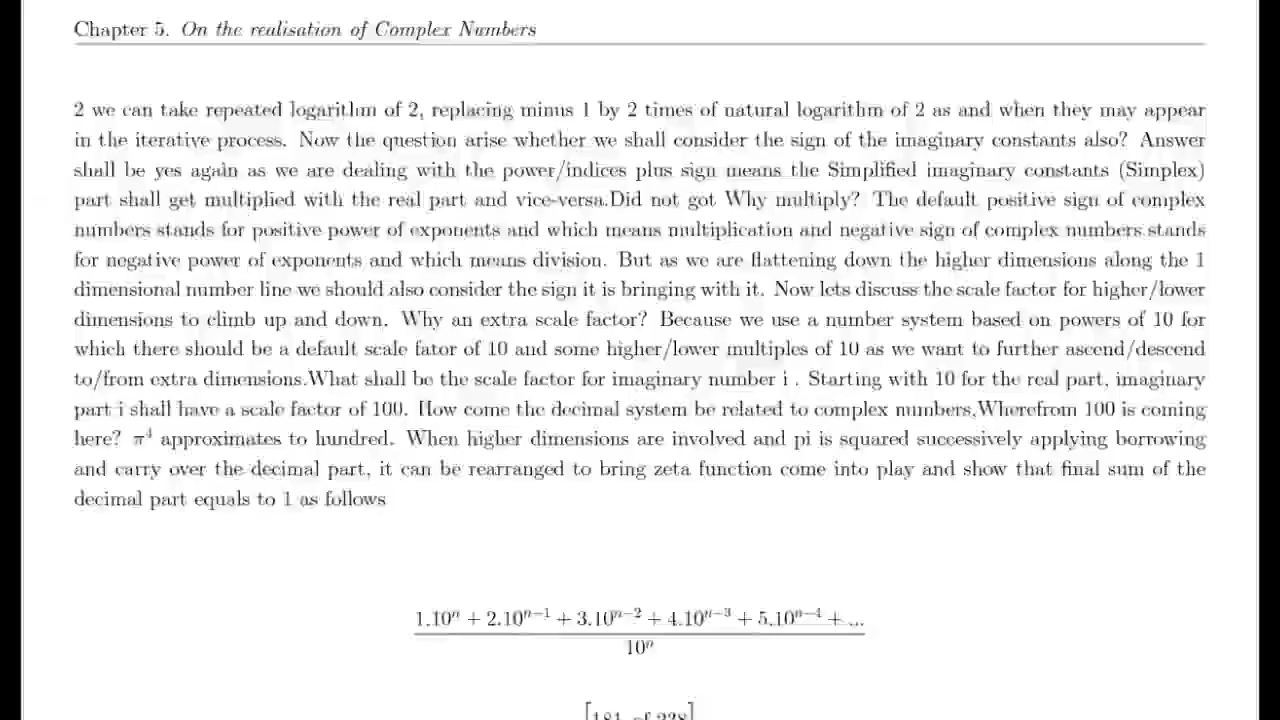 Chapter 5. On the realisation of Complex Numbers
2 we can take repeated logarithm of 2, replacing minus 1 by 2 times of natural logarithm of 2 as and when they may appear
in the iterative process. Now the question arise whether we shall consider the sign of the imaginary constants also? Answer
shall be yes again as we are dealing with the power/indices plus sign means the Simplified imaginary constants (Simplex)
part shall get multiplied with the real part and vice-versa.Did not got Why multiply? The default positive sign of complex
numbers stands for positive power of exponents and which means multiplication and negative sign of complex numbers stands
for negative power of exponents and which means division. But as we are flattening down the higher dimensions along the 1
dimensional number line we should also consider the sign it is bringing with it. Now lets discuss the scale factor for higher/lower
dimensions to climb up and down. Why an extra scale factor? Because we use a number system based on powers of 10 for
which there should be a default scale fator of 10 and some higher/lower multiples of 10 as we want to further ascend/descend
to/from extra dimensions.What shall be the scale factor for imaginary number i . Starting with 10 for the real part, imaginary
part i shall have a scale factor of 100. How come the decimal system be related to complex numbers,Wherefrom 100 is coming
here? π⁴ approximates to hundred. When higher dimensions are involved and pi is squared successively applying borrowing
and carry over the decimal part, it can be rearranged to bring zeta function come into play and show that final sum of the
decimal part equals to 1 as follows
1.10ⁿ + 2.10ⁿ⁻¹ + 3.10ⁿ⁻² + 4.10ⁿ⁻³ + 5.10ⁿ⁻⁴ + ...
10ⁿ
[181 of 228]